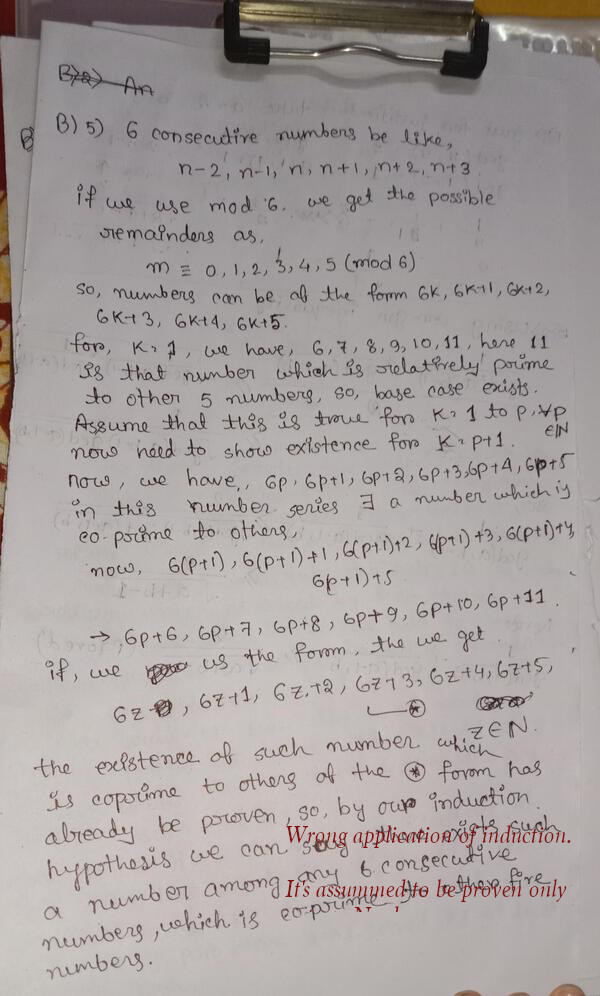 B)2) An
B) 5) 6 consecutive numbers be like,
n-2, n-1, n, n+1, n+2, n+3
if we use mod 6. we get the possible
remainders as,
m ≡ 0, 1, 2, 3, 4, 5 (mod 6)
so, numbers can be of the form 6K, 6K+1, 6K+2,
6K+3, 6K+4, 6K+5.
for, K=1, we have, 6, 7, 8, 9, 10, 11, here 11
is that number which is relatively prime
to other 5 numbers, so, base case exists.
Assume that this is true for K=1 to p, ∀p
∈N
now need to show existence for K=p+1.
now, we have, 6p, 6p+1, 6p+2, 6p+3, 6p+4, 6p+5
in this number series ∃ a number which is
co-prime to others,
now, 6(p+1), 6(p+1)+1, 6(p+1)+2, 6(p+1)+3, 6(p+1)+4,
6(p+1)+5
→, 6p+6, 6p+7, 6p+8, 6p+9, 6p+10, 6p+11.
if, we us the form, the we get
6z, 6z+1, 6z+2, 6z+3, 6z+4, 6z+5,
⊛
z∈N.
the existence of such number which
is coprime to others of the ⊛ form has
already be proven, so, by our induction
Wrong application of induction.
hypothesis we can say there exists such
a number among any 6 consecutive
It's assummed to be proven only
numbers, which is co-prime to other five
numbers.